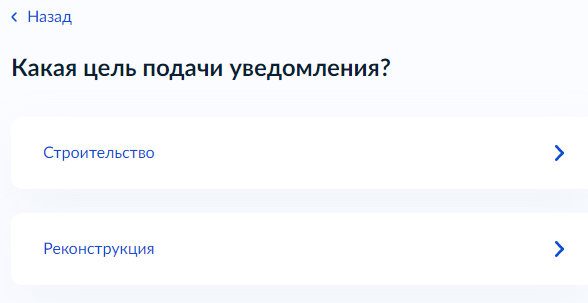 Назад
Какая цель подачи уведомления?
Строительство
Реконструкция